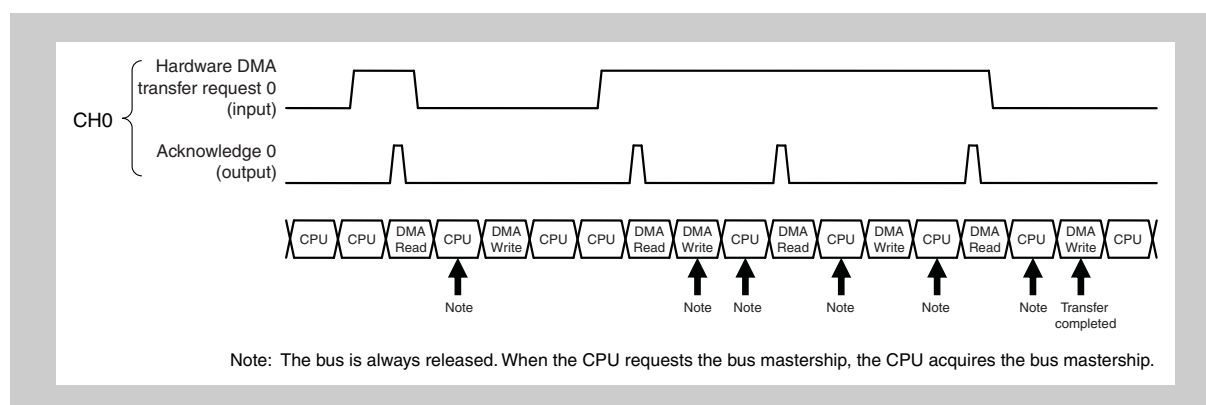 Hardware DMA
transfer request 0
(input)
CH0
Acknowledge 0
(output)
CPU CPU DMA Read CPU DMA Write CPU CPU DMA Read DMA Write CPU DMA Read CPU DMA Write CPU DMA Read CPU DMA Write CPU
Note Note Note Note Note Note Transfer
completed
Note: The bus is always released. When the CPU requests the bus mastership, the CPU acquires the bus mastership.